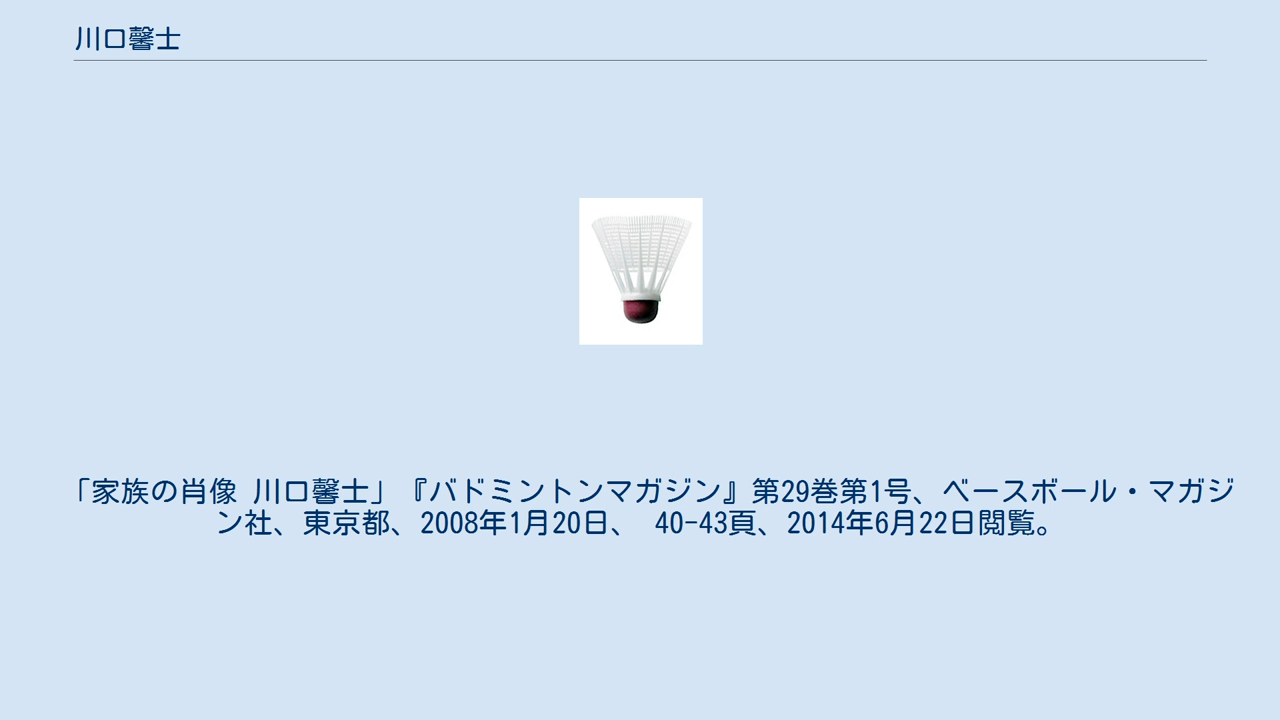 川口馨士
「家族の肖像 川口馨士」『バドミントンマガジン』第29巻第1号、ベースボール・マガジ
ン社、東京都、2008年1月20日、 40-43頁、2014年6月22日閲覧。